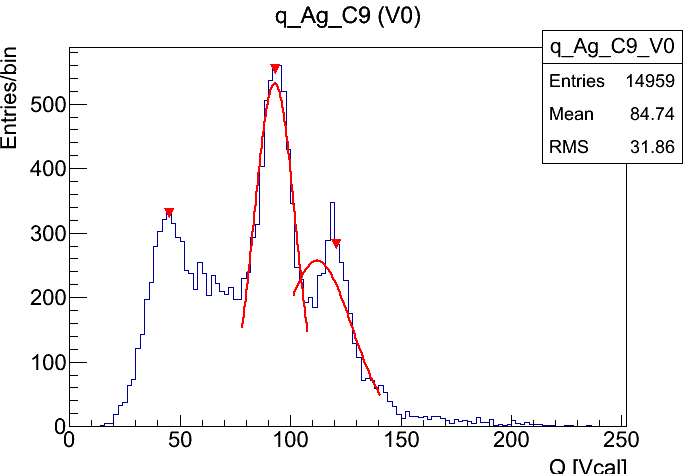 q_Ag_C9 (V0)
q_Ag_C9_V0
Entries 14959
Mean 84.74
RMS 31.86
Entries/bin
500
400
300
200
100
0
0 50 100 150 200 250
Q [Vcal]